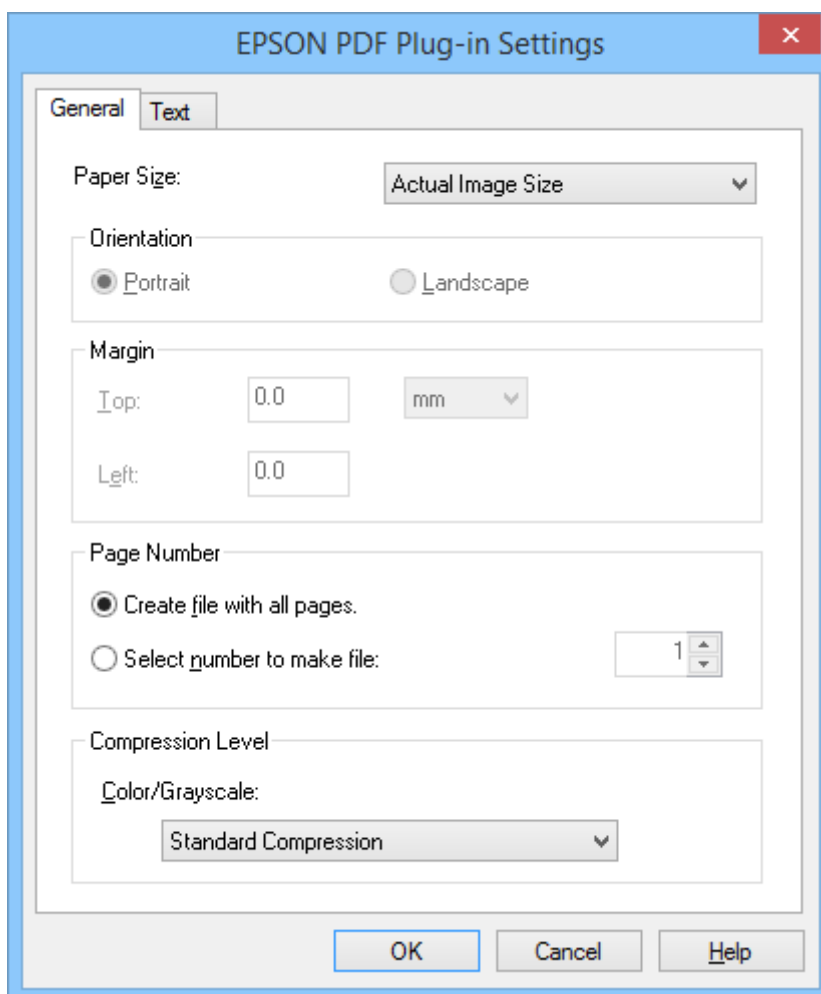 EPSON PDF Plug-in Settings
General Text
Paper Size: Actual Image Size
Orientation
Portrait Landscape
Margin
Top: 0.0 mm
Left: 0.0
Page Number
Create file with all pages.
Select number to make file: 1
Compression Level
Color/Grayscale:
Standard Compression
OK Cancel Help